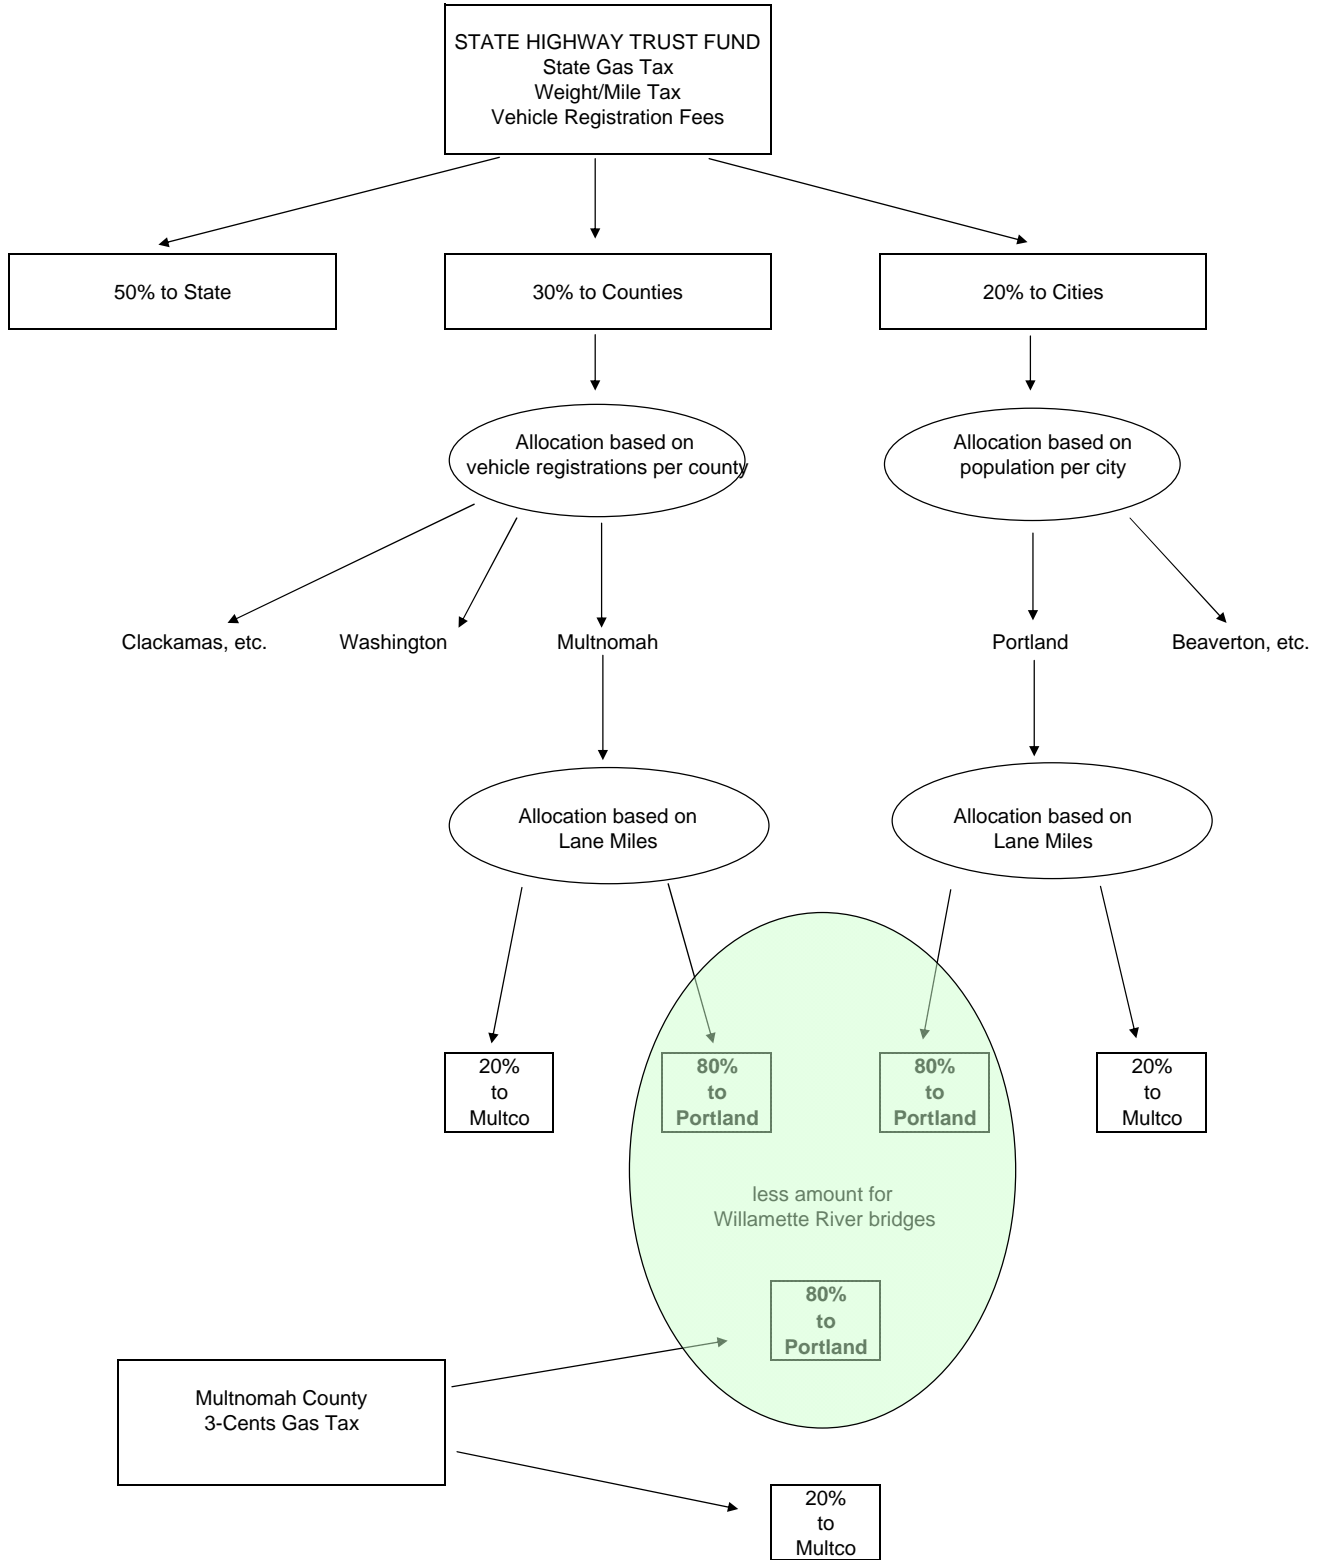 STATE HIGHWAY TRUST FUND
State Gas Tax
Weight/Mile Tax
Vehicle Registration Fees
50% to State
30% to Counties
20% to Cities
Allocation based on
vehicle registrations per county
Allocation based on
population per city
Clackamas, etc.
Washington
Multnomah
Portland
Beaverton, etc.
Allocation based on
Lane Miles
Allocation based on
Lane Miles
20%
to
Multco
80%
to
Portland
80%
to
Portland
20%
to
Multco
less amount for
Willamette River bridges
80%
to
Portland
Multnomah County
3-Cents Gas Tax
20%
to
Multco